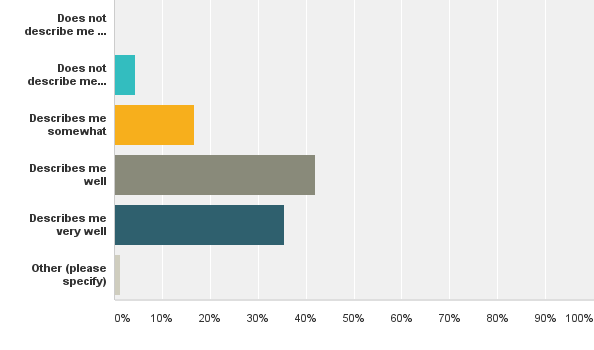 Does not
describe me ...
Does not
describe me...
Describes me
somewhat
Describes me
well
Describes me
very well
Other (please
specify)
0% 10% 20% 30% 40% 50% 60% 70% 80% 90% 100%